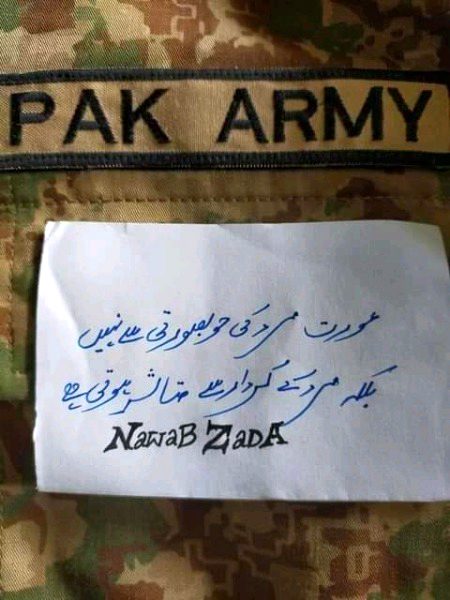 PAK ARMY
عورت مرد کی خوبصورتی سے نہیں
بلکہ مرد کے کردار سے متاثر ہوتی ہے
NawaB ZadA